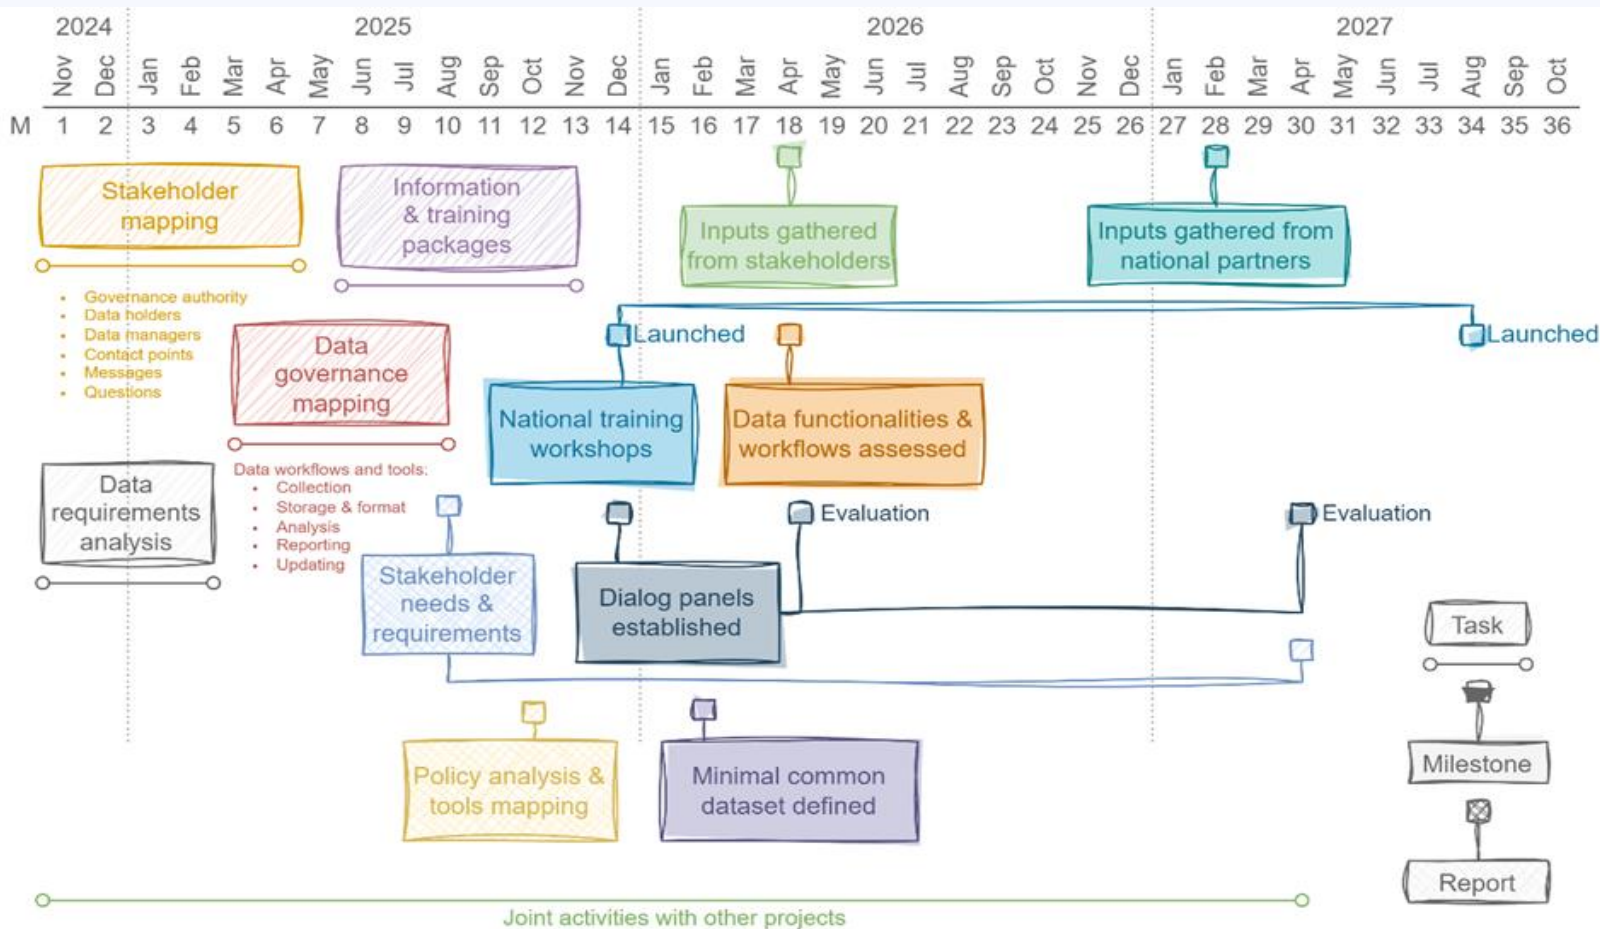 2024 2025 2026 2027
Nov Dec Jan Feb Mar Apr May Jun Jul Aug Sep Oct Nov Dec Jan Feb Mar Apr May Jun Jul Aug Sep Oct Nov Dec Jan Feb Mar Apr May Jun Jul Aug Sep Oct
M 1 2 3 4 5 6 7 8 9 10 11 12 13 14 15 16 17 18 19 20 21 22 23 24 25 26 27 28 29 30 31 32 33 34 35 36
Stakeholder
mapping
Information
& training
packages
Inputs gathered
from stakeholders
Inputs gathered from
national partners
• Governance authority
• Data holders
• Data managers
• Contact points
• Messages
• Questions
Data
governance
mapping
Launched
Launched
National training
workshops
Data functionalities &
workflows assessed
Data
requirements
analysis
Data workflows and tools:
• Collection
• Storage & format
• Analysis
• Reporting
• Updating
Evaluation
Evaluation
Stakeholder
needs &
requirements
Dialog panels
established
Task
Policy analysis &
tools mapping
Minimal common
dataset defined
Milestone
Report
Joint activities with other projects